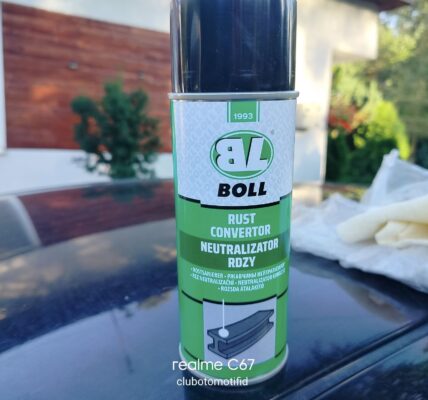 1993
BL
BOLL
RUST
CONVERTOR
NEUTRALIZATOR
RDZY
realme C67
clubotomotifid